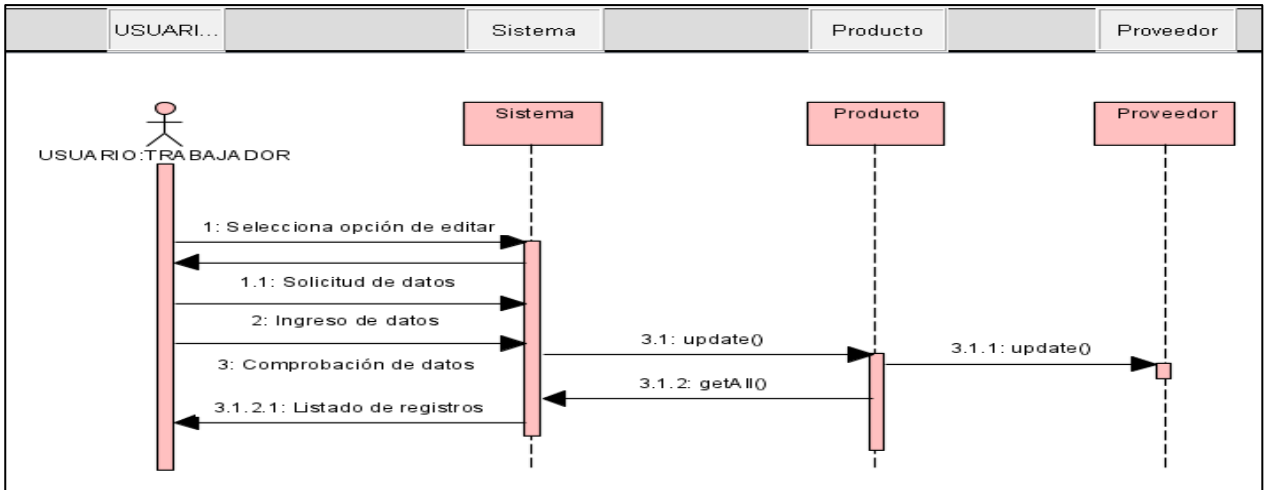 USUARI...
Sistema
Producto
Proveedor
Sistema
Producto
Proveedor
USUARIO:TRABAJADOR
1: Selecciona opción de editar
1.1: Solicitud de datos
2: Ingreso de datos
3: Comprobación de datos
3.1: update()
3.1.1: update()
3.1.2: getAll()
3.1.2.1: Listado de registros